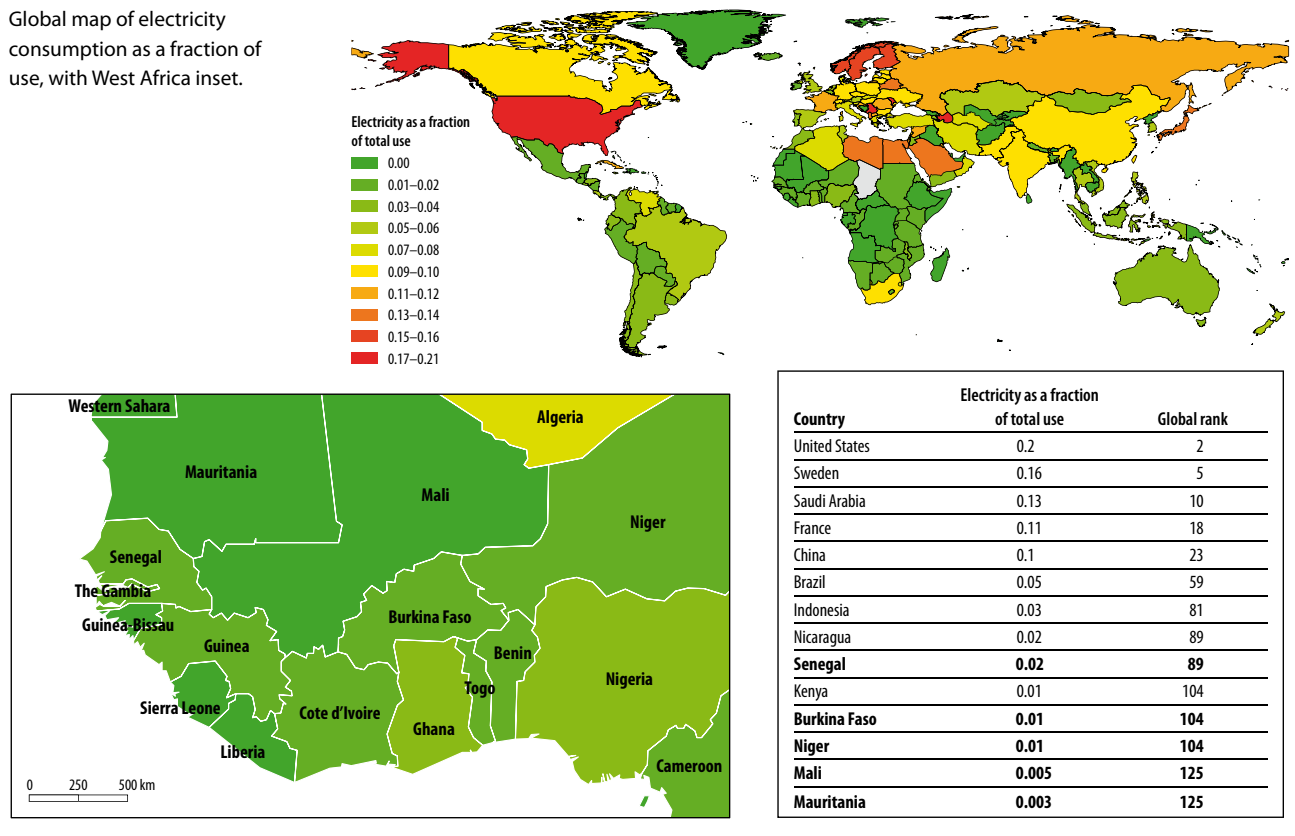 Global map of electricity
consumption as a fraction of
use, with West Africa inset.
Electricity as a fraction
of total use
0.00
0.01–0.02
0.03–0.04
0.05–0.06
0.07–0.08
0.09–0.10
0.11–0.12
0.13–0.14
0.15–0.16
0.17–0.21
Western Sahara
Algeria
Mauritania
Mali
Niger
Senegal
The Gambia
Guinea-Bissau
Burkina Faso
Guinea
Benin
Togo
Nigeria
Sierra Leone
Cote d'Ivoire
Ghana
Liberia
Cameroon
0 250 500 km
Electricity as a fraction
Country of total use Global rank
United States 0.2 2
Sweden 0.16 5
Saudi Arabia 0.13 10
France 0.11 18
China 0.1 23
Brazil 0.05 59
Indonesia 0.03 81
Nicaragua 0.02 89
Senegal 0.02 89
Kenya 0.01 104
Burkina Faso 0.01 104
Niger 0.01 104
Mali 0.005 125
Mauritania 0.003 125